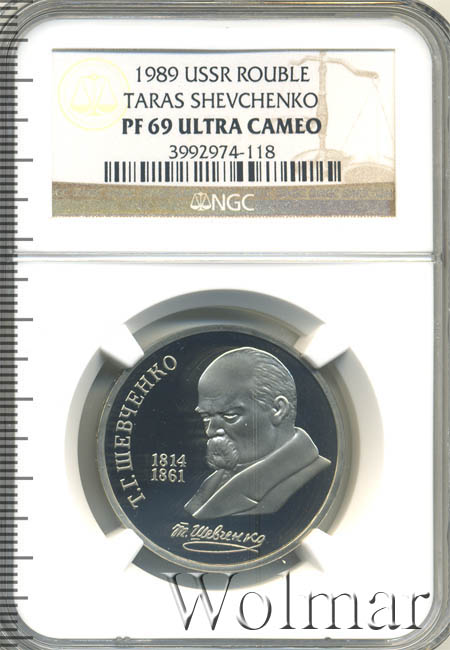 1989 USSR ROUBLE
TARAS SHEVCHENKO
PF 69 ULTRA CAMEO
3992974-118
NGC
Т.Г. ШЕВЧЕНКО
1814
1861
Т. Шевченко
Wolmar